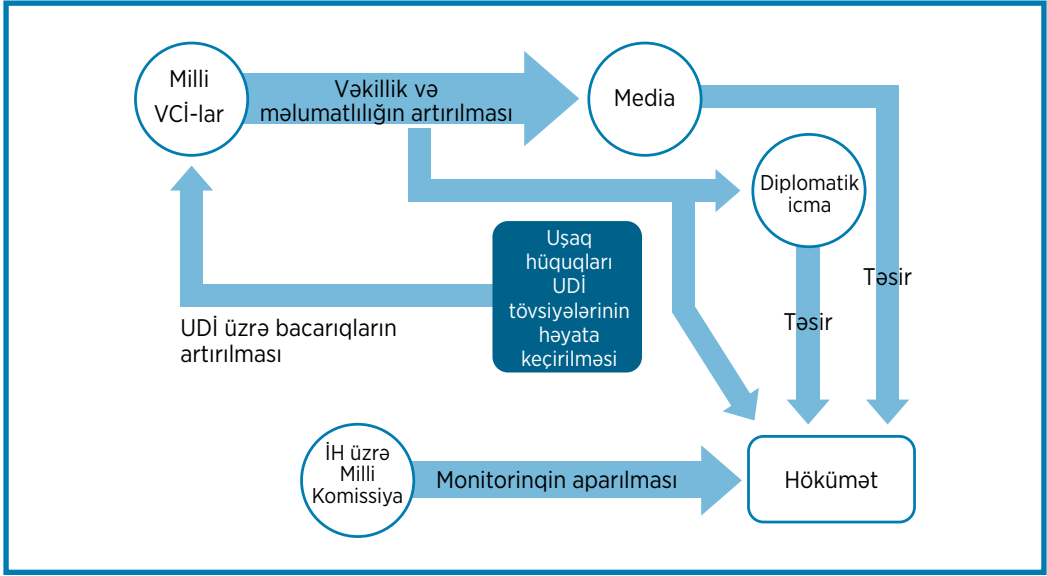 Milli
VCİ-lar
Vəkillik və
məlumatlılığın artırılması
Media
Diplomatik
icma
Uşaq
hüquqları
UDİ
tövsiyələrinin
həyata
keçirilməsi
Təsir
Təsir
UDİ üzrə bacarıqların
artırılması
İH üzrə
Milli
Komissiya
Monitorinqin aparılması
Hökümət